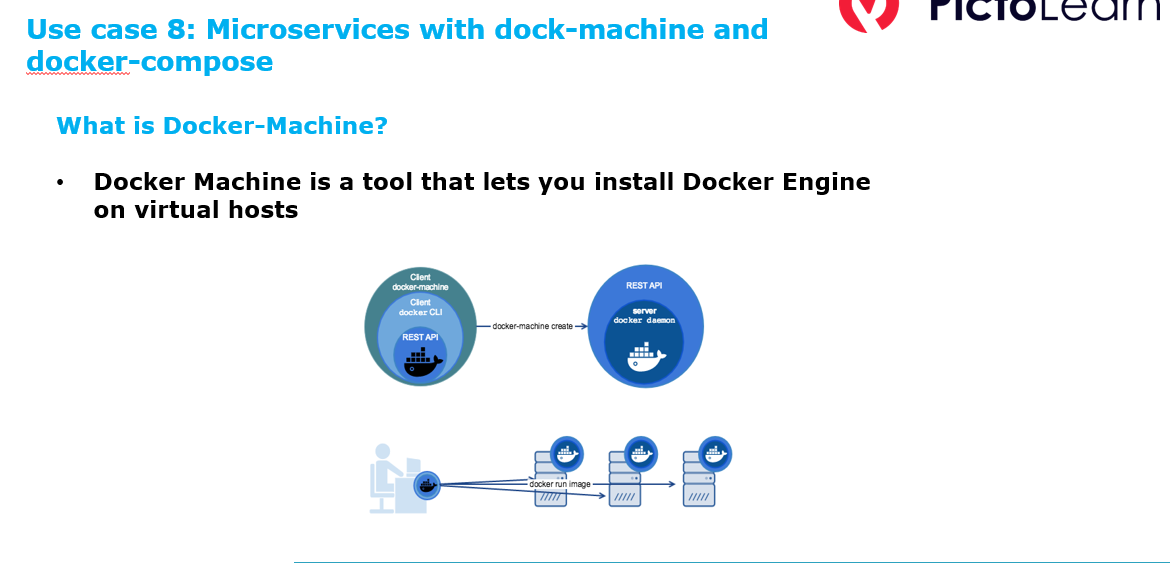 PictoLearn
Use case 8: Microservices with dock-machine and
docker-compose
What is Docker-Machine?
• Docker Machine is a tool that lets you install Docker Engine
on virtual hosts
Client
docker-machine
Client
docker CLI
REST API
docker-machine create
REST API
server
docker daemon
docker run image